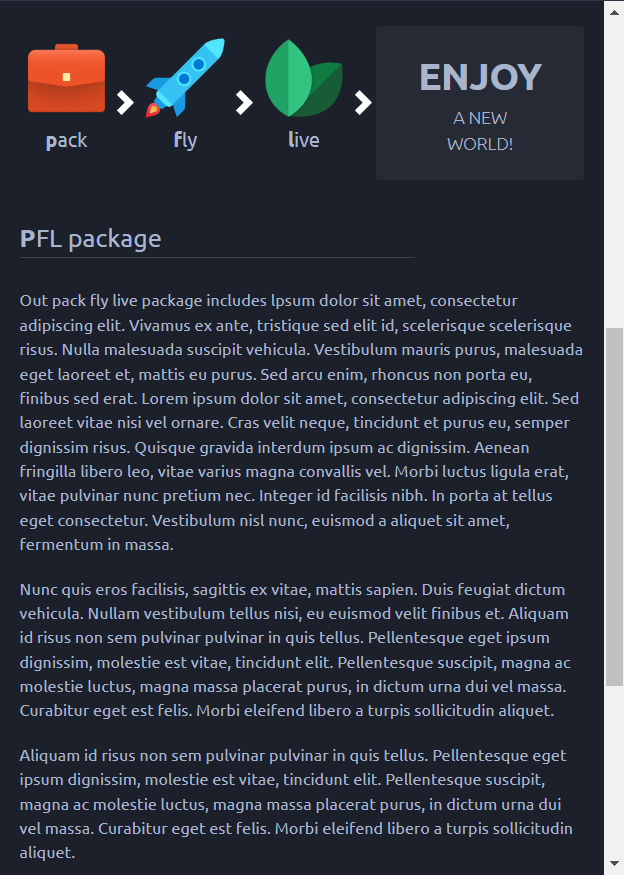 pack
fly
live
ENJOY
A NEW
WORLD!
PFL package
Out pack fly live package includes lpsum dolor sit amet, consectetur
adipiscing elit. Vivamus ex ante, tristique sed elit id, scelerisque scelerisque
risus. Nulla malesuada suscipit vehicula. Vestibulum mauris purus, malesuada
eget laoreet et, mattis eu purus. Sed arcu enim, rhoncus non porta eu,
finibus sed erat. Lorem ipsum dolor sit amet, consectetur adipiscing elit. Sed
laoreet vitae nisi vel ornare. Cras velit neque, tincidunt et purus eu, semper
dignissim risus. Quisque gravida interdum ipsum ac dignissim. Aenean
fringilla libero leo, vitae varius magna convallis vel. Morbi luctus ligula erat,
vitae pulvinar nunc pretium nec. Integer id facilisis nibh. In porta at tellus
eget consectetur. Vestibulum nisl nunc, euismod a aliquet sit amet,
fermentum in massa.
Nunc quis eros facilisis, sagittis ex vitae, mattis sapien. Duis feugiat dictum
vehicula. Nullam vestibulum tellus nisi, eu euismod velit finibus et. Aliquam
id risus non sem pulvinar pulvinar in quis tellus. Pellentesque eget ipsum
dignissim, molestie est vitae, tincidunt elit. Pellentesque suscipit, magna ac
molestie luctus, magna massa placerat purus, in dictum urna dui vel massa.
Curabitur eget est felis. Morbi eleifend libero a turpis sollicitudin aliquet.
Aliquam id risus non sem pulvinar pulvinar in quis tellus. Pellentesque eget
ipsum dignissim, molestie est vitae, tincidunt elit. Pellentesque suscipit,
magna ac molestie luctus, magna massa placerat purus, in dictum urna dui
vel massa. Curabitur eget est felis. Morbi eleifend libero a turpis sollicitudin
aliquet.